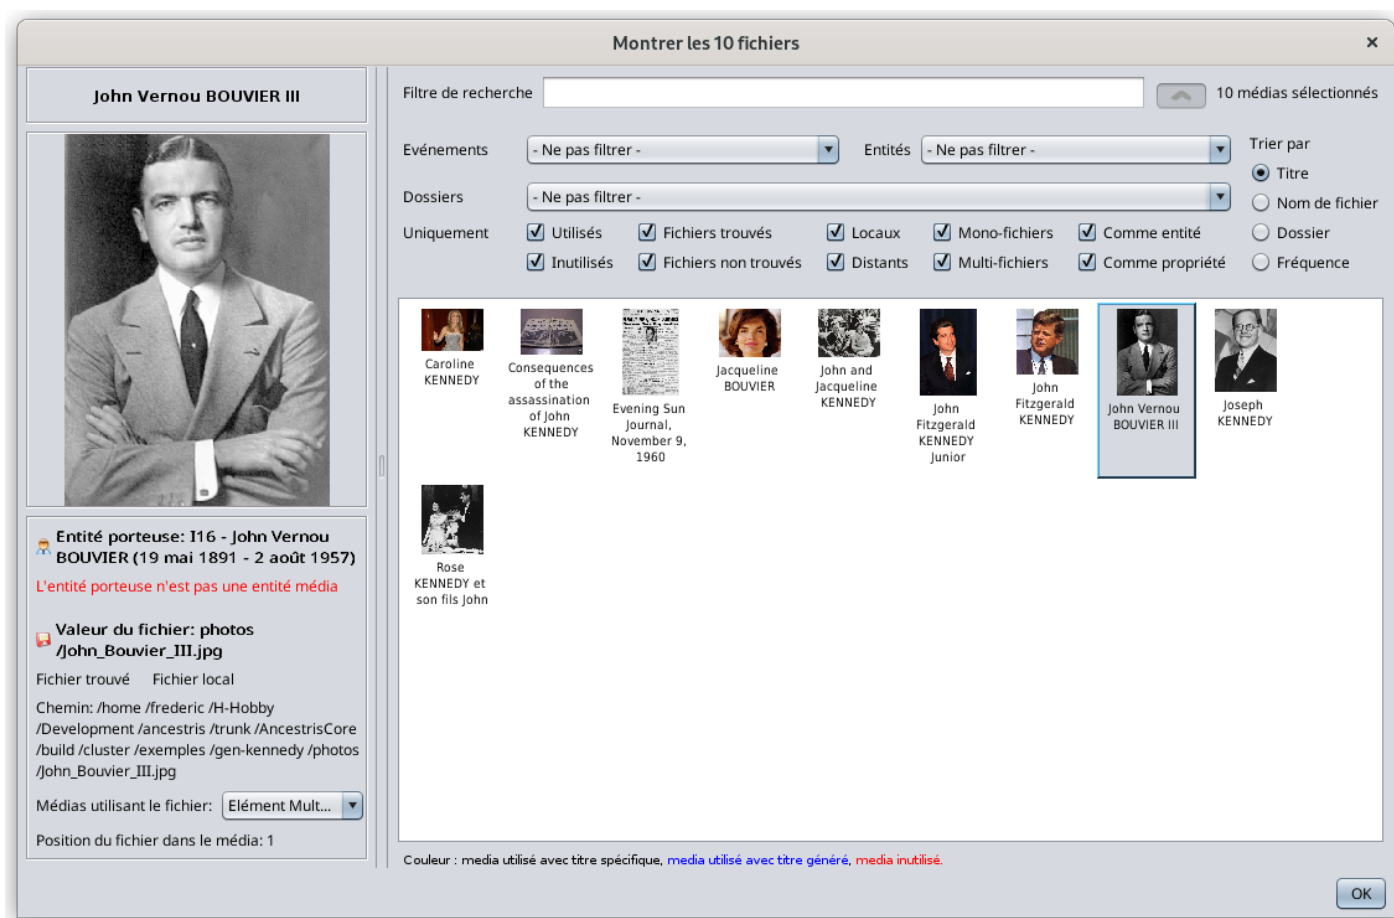 Montrer les 10 fichiers
×
John Vernou BOUVIER III
Entité porteuse: I16 - John Vernou
BOUVIER (19 mai 1891 - 2 août 1957)
L'entité porteuse n'est pas une entité média
Valeur du fichier: photos
/John_Bouvier_III.jpg
Fichier trouvé Fichier local
Chemin: /home /frederic /H-Hobby
/Development /ancestris /trunk /AncestrisCore
/build /cluster /exemples /gen-kennedy /photos
/John_Bouvier_III.jpg
Médias utilisant le fichier: Elément Mult...
Position du fichier dans le média: 1
Filtre de recherche
10 médias sélectionnés
Evénements - Ne pas filtrer - Entités - Ne pas filtrer -
Dossiers - Ne pas filtrer -
Uniquement Utilisés Fichiers trouvés Locaux Mono-fichiers Comme entité
Inutilisés Fichiers non trouvés Distants Multi-fichiers Comme propriété
Trier par
Titre
Nom de fichier
Dossier
Fréquence
Caroline
KENNEDY
Consequences
of the
assassination
of John
KENNEDY
Evening Sun
Journal,
November 9,
1960
Jacqueline
BOUVIER
John and
Jacqueline
KENNEDY
John
Fitzgerald
KENNEDY
Junior
John
Fitzgerald
KENNEDY
John Vernou
BOUVIER III
Joseph
KENNEDY
Rose
KENNEDY et
son fils John
Couleur : media utilisé avec titre spécifique, media utilisé avec titre généré, media inutilisé.
OK